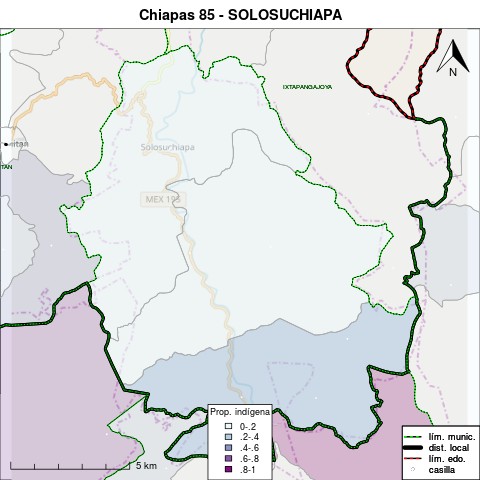 Chiapas 85 - SOLOSUCHIAPA
IXTAPANGAJOYA
N
Solosuchiapa
TAN
MEX 195
Prop. indígena
0-.2
.2-.4
.4-.6
.6-.8
.8-1
5 km
lím. munic.
dist. local
lím. edo.
casilla